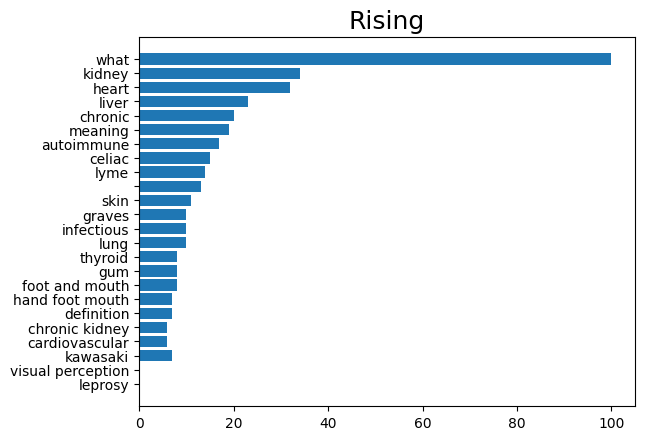 Rising
what
kidney
heart
liver
chronic
meaning
autoimmune
celiac
lyme
skin
graves
infectious
lung
thyroid
gum
foot and mouth
hand foot mouth
definition
chronic kidney
cardiovascular
kawasaki
visual perception
leprosy
0 20 40 60 80 100